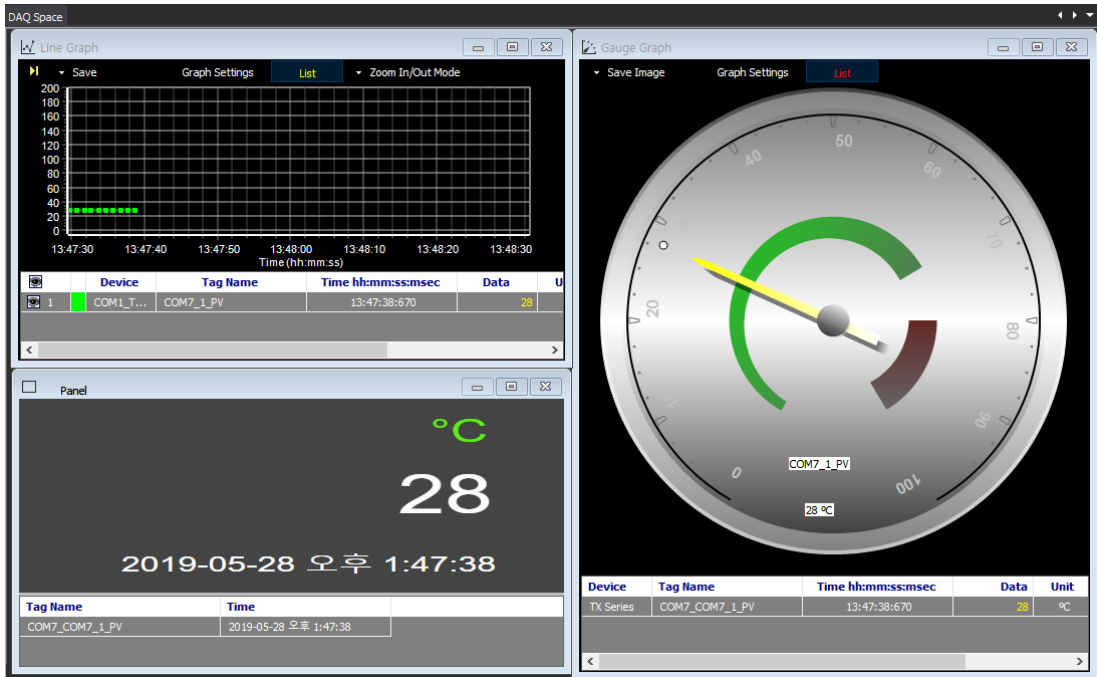 DAQ Space
Line Graph
Save Graph Settings List Zoom In/Out Mode
200
180
160
140
120
100
80
60
40
20
0
13:47:30 13:47:40 13:47:50 13:48:00 13:48:10 13:48:20 13:48:30
Time(hh:mm:ss)
Device Tag Name Time hh:mm:ss:msec Data U
1 COM1_T... COM7_1_PV 13:47:38:670 28
Panel
°C
28
2019-05-28 오후 1:47:38
Tag Name Time
COM7_COM7_1_PV 2019-05-28 오후 1:47:38
Gauge Graph
Save Image Graph Settings List
0
10
20
40
50
60
70
80
90
100
COM7_1_PV
28 ºC
Device Tag Name Time hh:mm:ss:msec Data Unit
TX Series COM7_COM7_1_PV 13:47:38:670 28 ºC